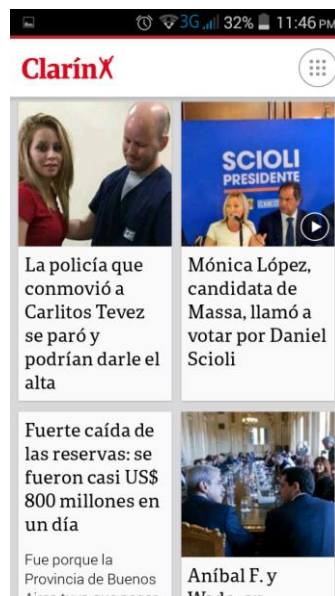 3G 32% 11:46 PM
Clarín
La policía que
conmovió a
Carlitos Tevez
se paró y
podrían darle el
alta
SCIOLI
PRESIDENTE
Mónica López,
candidata de
Massa, llamó a
votar por Daniel
Scioli
Fuerte caída de
las reservas: se
fueron casi US$
800 millones en
un día
Fue porque la
Provincia de Buenos
Aníbal F. y